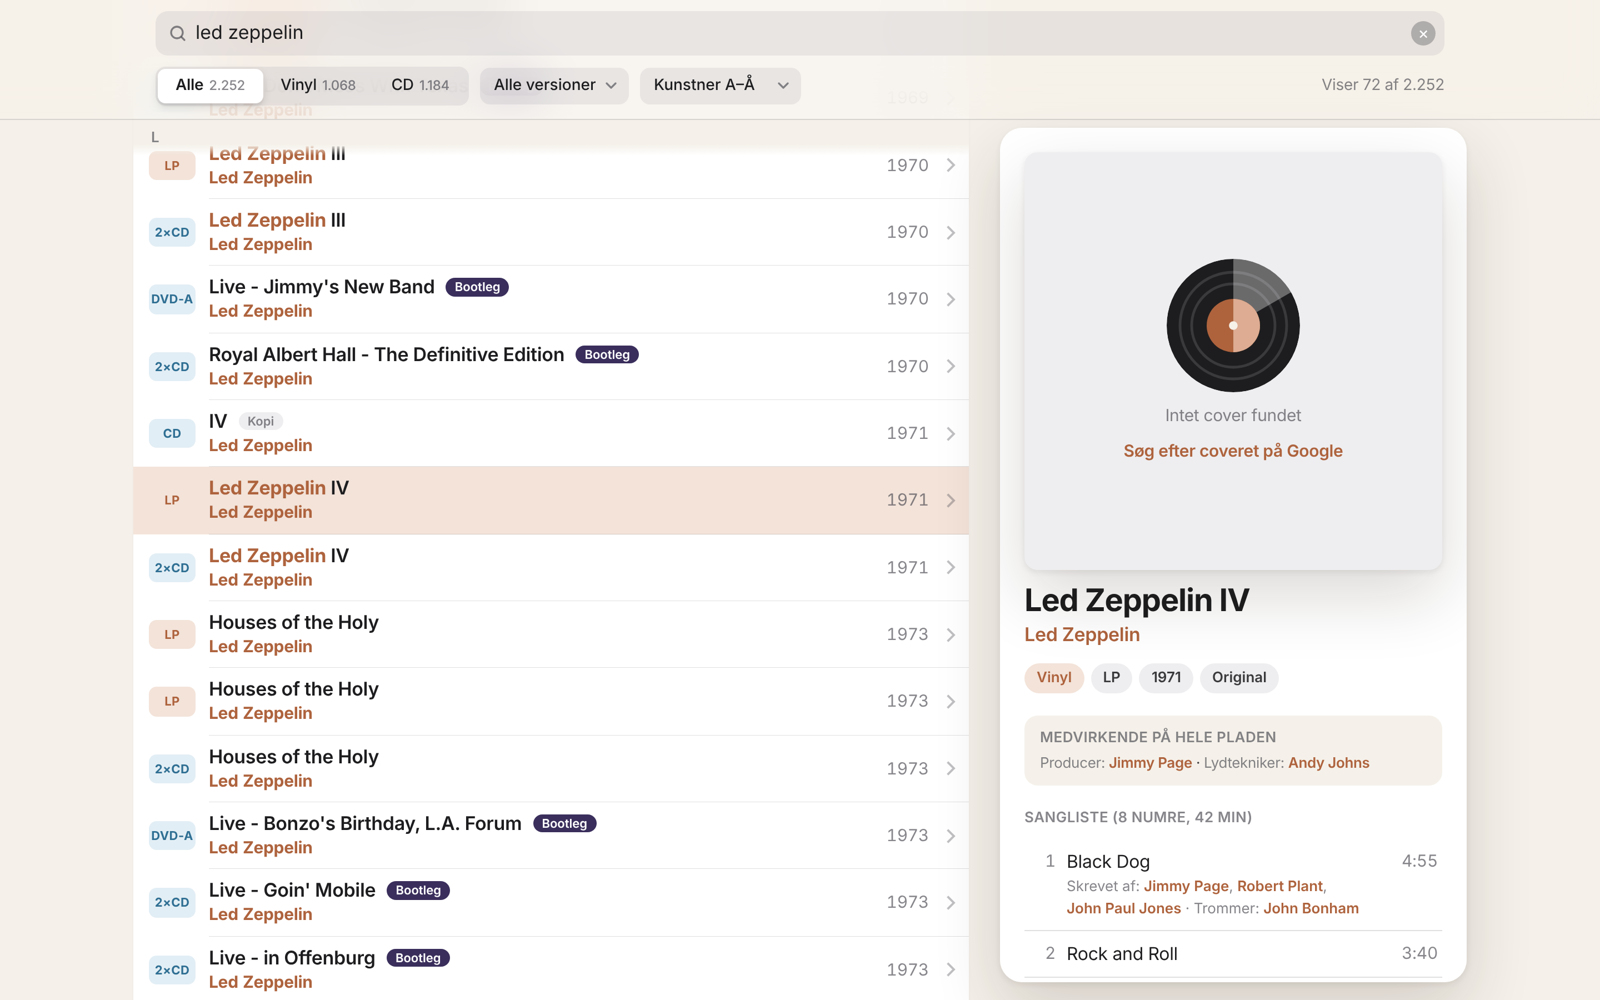 led zeppelin
Alle 2.252 Vinyl 1.068 CD 1.184 Alle versioner Kunstner A–Å Viser 72 af 2.252
Led Zeppelin 1969
L
LP Led Zeppelin III 1970
Led Zeppelin
2×CD Led Zeppelin III 1970
Led Zeppelin
DVD-A Live - Jimmy's New Band Bootleg 1970
Led Zeppelin
2×CD Royal Albert Hall - The Definitive Edition Bootleg 1970
Led Zeppelin
CD IV Kopi 1971
Led Zeppelin
LP Led Zeppelin IV 1971
Led Zeppelin
2×CD Led Zeppelin IV 1971
Led Zeppelin
LP Houses of the Holy 1973
Led Zeppelin
LP Houses of the Holy 1973
Led Zeppelin
2×CD Houses of the Holy 1973
Led Zeppelin
DVD-A Live - Bonzo's Birthday, L.A. Forum Bootleg 1973
Led Zeppelin
2×CD Live - Goin' Mobile Bootleg 1973
Led Zeppelin
2×CD Live - in Offenburg Bootleg 1973
Led Zeppelin
Intet cover fundet
Søg efter coveret på Google
Led Zeppelin IV
Led Zeppelin
Vinyl LP 1971 Original
MEDVIRKENDE PÅ HELE PLADEN
Producer: Jimmy Page · Lydtekniker: Andy Johns
SANGLISTE (8 NUMRE, 42 MIN)
1 Black Dog 4:55
Skrevet af: Jimmy Page, Robert Plant,
John Paul Jones · Trommer: John Bonham
2 Rock and Roll 3:40